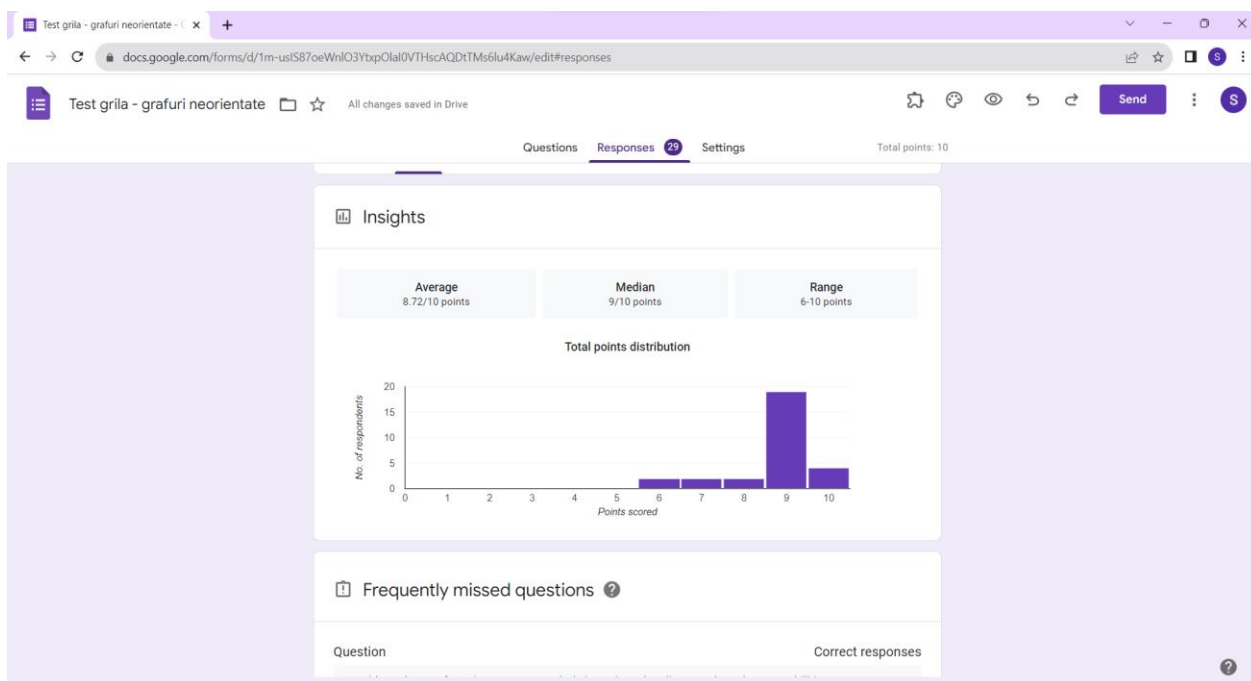 Test grila - grafuri neorientate - G
docs.google.com/forms/d/1m-uslS87oeWnlO3YtxpOlaI0VTHscAQDtTMs6lu4Kaw/edit#responses
S
Test grila - grafuri neorientate
All changes saved in Drive
Send
S
Questions
Responses 29
Settings
Total points: 10
Insights
Average
8.72/10 points
Median
9/10 points
Range
6-10 points
Total points distribution
No. of respondents
20
15
10
5
0
0 1 2 3 4 5 6 7 8 9 10
Points scored
Frequently missed questions
Question
Correct responses